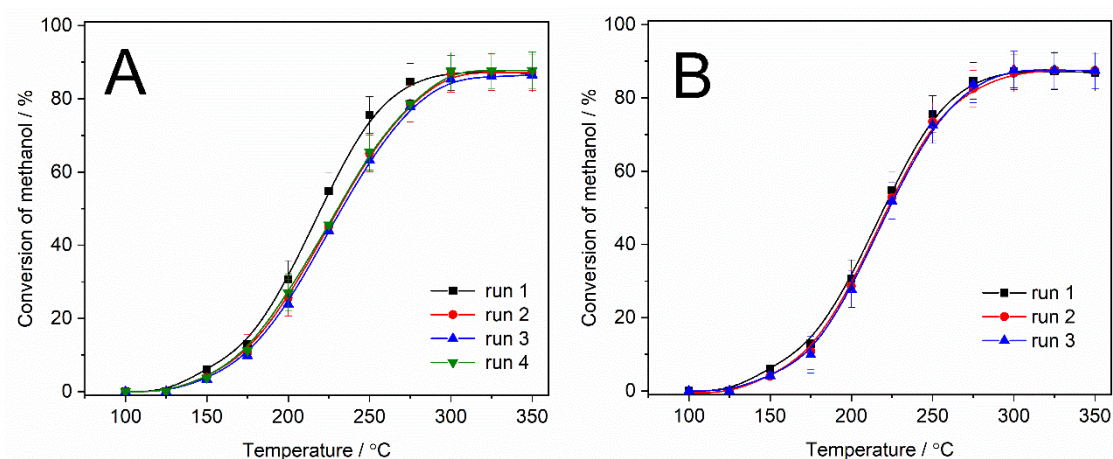 A
Conversion of methanol / %
100
80
60
40
20
0
run 1
run 2
run 3
run 4
100 150 200 250 300 350
Temperature / °C
B
Conversion of methanol / %
100
80
60
40
20
0
run 1
run 2
run 3
100 150 200 250 300 350
Temperature / °C